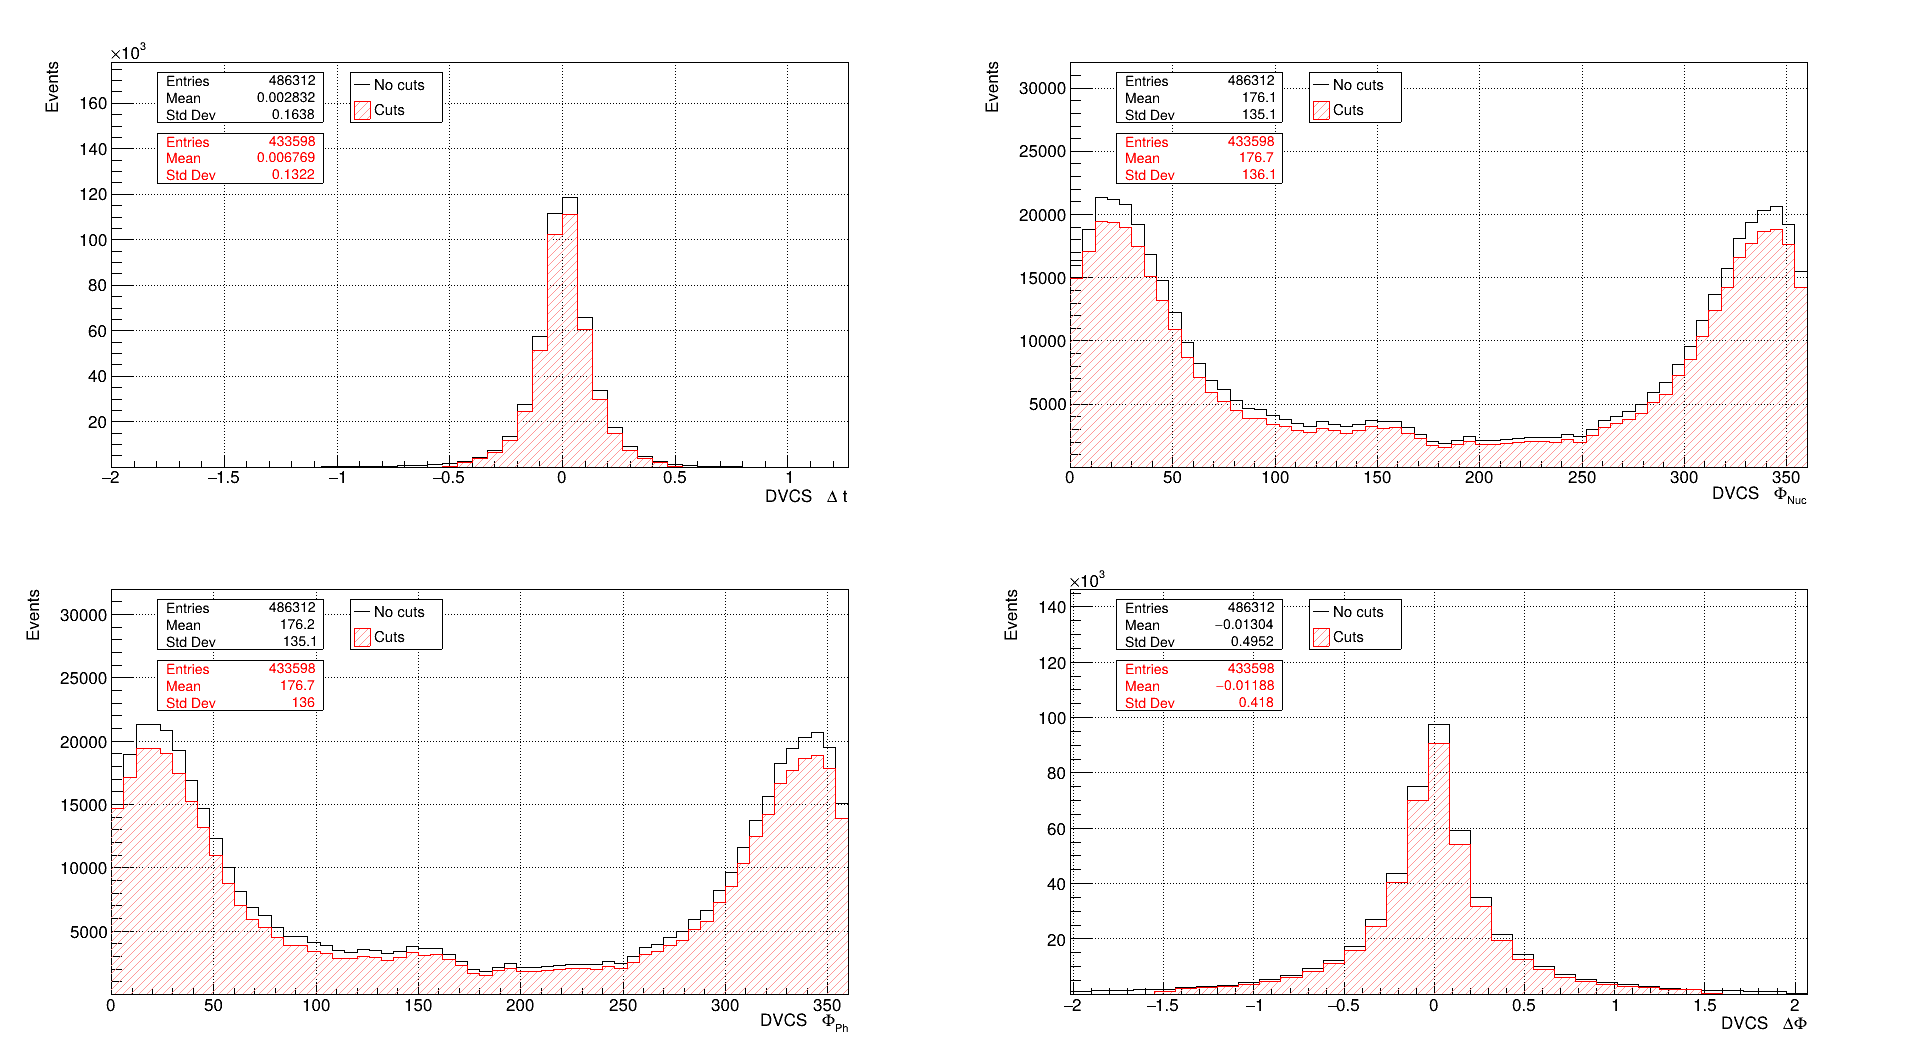 ×10³
Events
Entries 486312
Mean 0.002832
Std Dev 0.1638
No cuts
Cuts
Entries 433598
Mean 0.006769
Std Dev 0.1322
160
140
120
100
80
60
40
20
−2 −1.5 −1 −0.5 0 0.5 1
DVCS Δ t
Events
Entries 486312
Mean 176.1
Std Dev 135.1
No cuts
Cuts
Entries 433598
Mean 176.7
Std Dev 136.1
30000
25000
20000
15000
10000
5000
0 50 100 150 200 250 300 350
DVCS Φ_Nuc
Events
Entries 486312
Mean 176.2
Std Dev 135.1
No cuts
Cuts
Entries 433598
Mean 176.7
Std Dev 136
30000
25000
20000
15000
10000
5000
0 50 100 150 200 250 300 350
DVCS Φ_Ph
×10³
Events
Entries 486312
Mean −0.01304
Std Dev 0.4952
No cuts
Cuts
Entries 433598
Mean −0.01188
Std Dev 0.418
140
120
100
80
60
40
20
−2 −1.5 −1 −0.5 0 0.5 1 1.5 2
DVCS ΔΦ